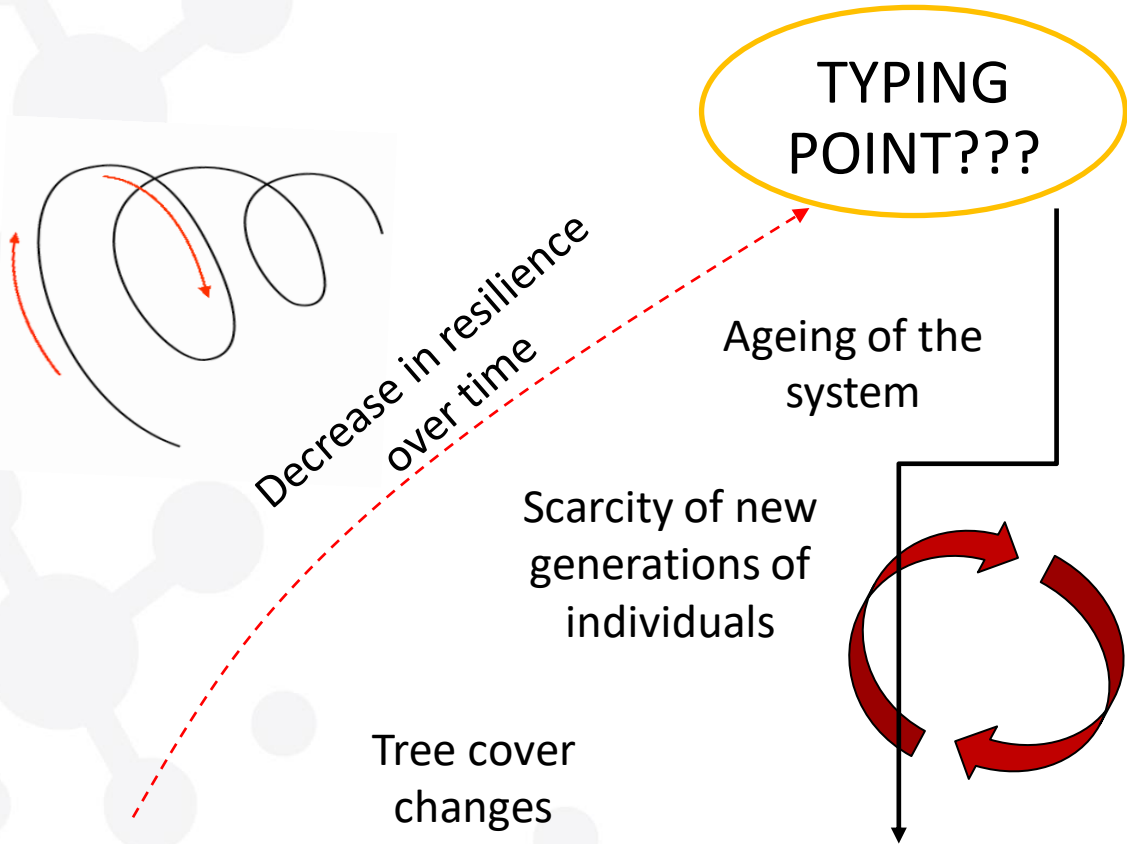 TYPING
POINT???
Decrease in resilience
over time
Ageing of the
system
Scarcity of new
generations of
individuals
Tree cover
changes